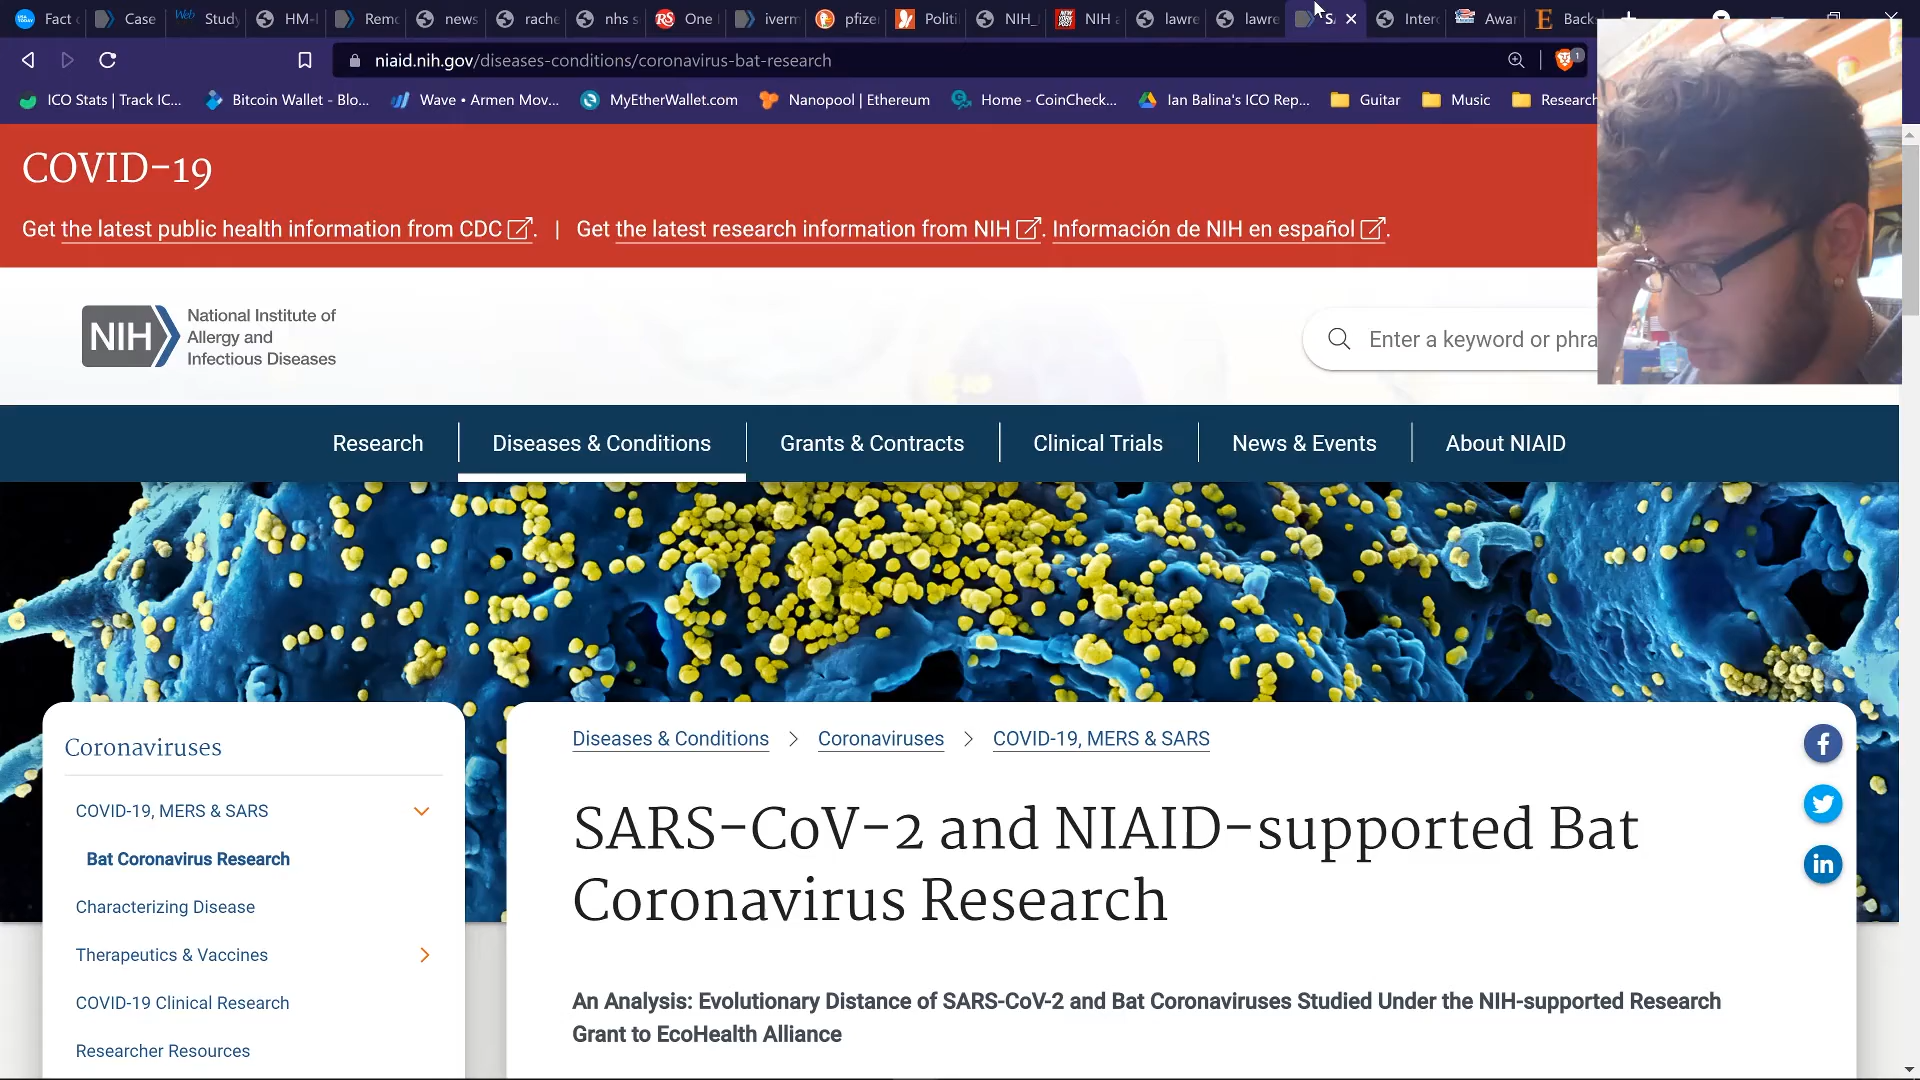 Fact
Case
Web
Study
HM-
Remo
news
rache
nhs s
RS
One
iverm
pfize
Politi
NIH_
NIH a
lawre
lawre
S
Inter
Awar
E
Back
niaid.nih.gov/diseases-conditions/coronavirus-bat-research
1
ICO Stats | Track IC...
Bitcoin Wallet - Blo...
Wave • Armen Mov...
MyEtherWallet.com
Nanopool | Ethereum
Home - CoinCheck...
Ian Balina's ICO Rep...
Guitar
Music
Research
COVID-19
Get the latest public health information from CDC. | Get the latest research information from NIH. Información de NIH en español.
NIH
National Institute of
Allergy and
Infectious Diseases
Enter a keyword or phra
Research
Diseases & Conditions
Grants & Contracts
Clinical Trials
News & Events
About NIAID
Coronaviruses
COVID-19, MERS & SARS
Bat Coronavirus Research
Characterizing Disease
Therapeutics & Vaccines
COVID-19 Clinical Research
Researcher Resources
Diseases & Conditions > Coronaviruses > COVID-19, MERS & SARS
SARS-CoV-2 and NIAID-supported Bat
Coronavirus Research
An Analysis: Evolutionary Distance of SARS-CoV-2 and Bat Coronaviruses Studied Under the NIH-supported Research
Grant to EcoHealth Alliance